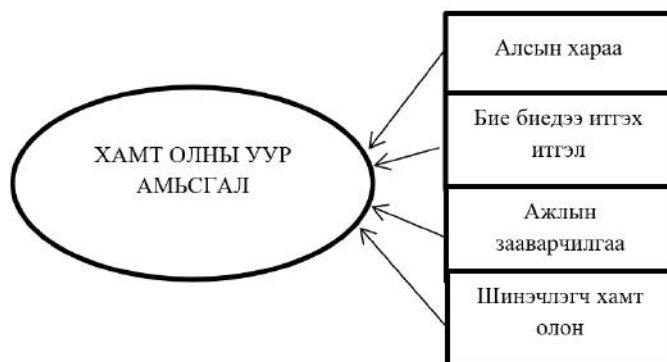 ХАМТ ОЛНЫ УУР
АМЬСГАЛ
Алсын хараа
Бие биедээ итгэх
итгэл
Ажлын
зааварчилгаа
Шинэчлэгч хамт
олон